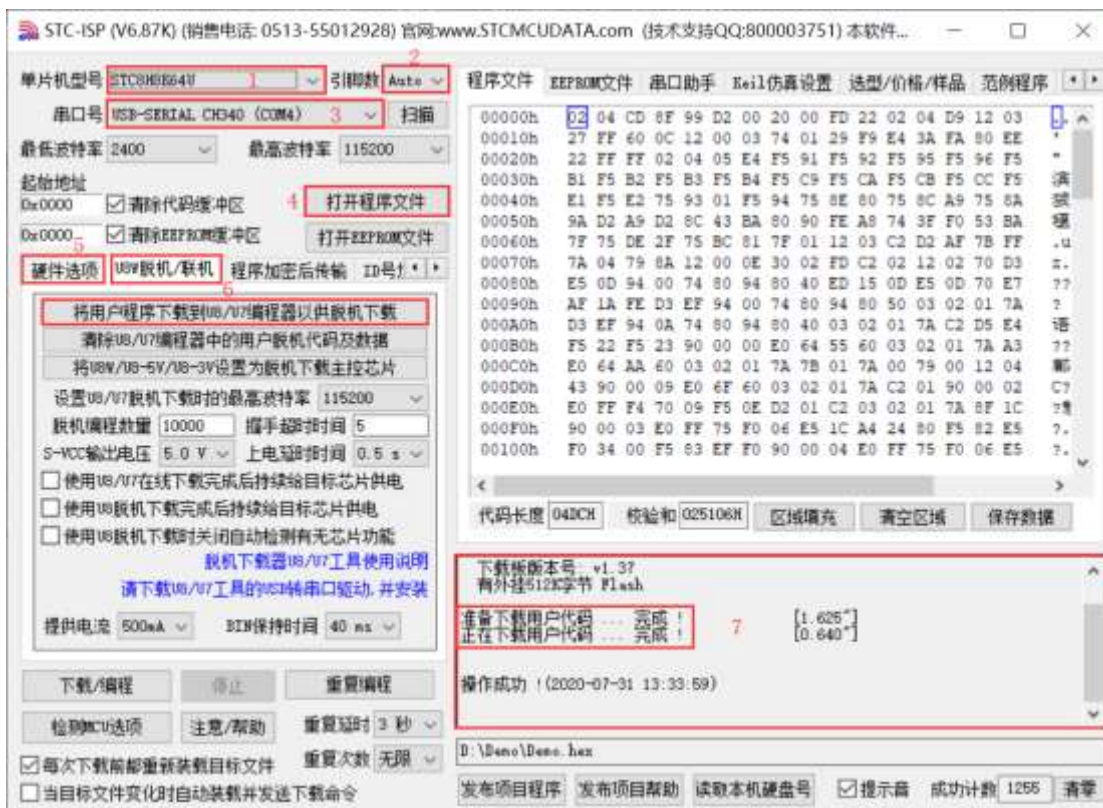 STC-ISP (V6.87K) (销售电话: 0513-55012928) 官网:www.STCMCUDATA.com (技术支持QQ:800003751) 本软件...
单片机型号 STC8H8K64U 1 引脚数 2 Auto
串口号 USB-SERIAL CH340 (COM4) 3 扫描
最低波特率 2400 最高波特率 115200
起始地址
0x0000 清除代码缓冲区 4 打开程序文件
0x0000 清除EEPROM缓冲区 打开EEPROM文件
5
硬件选项 U8W脱机/联机 程序加密后传输 ID号
6
将用户程序下载到U8/U7编程器以供脱机下载
清除U8/U7编程器中的用户脱机代码及数据
将U8W/U8-5V/U8-3V设置为脱机下载主控芯片
设置U8/U7脱机下载时的最高波特率 115200
脱机编程数量 10000 握手超时时间 5
S-VCC输出电压 5.0 V 上电延时时间 0.5 s
使用U8/U7在线下载完成后持续给目标芯片供电
使用U8脱机下载完成后持续给目标芯片供电
使用U8脱机下载时关闭自动检测有无芯片功能
脱机下载器U8/U7工具使用说明
请下载U8/U7工具的USB转串口驱动,并安装
提供电流 500mA BIN保持时间 40 ms
下载/编程 停止 重复编程
检测MCU选项 注意/帮助 重复延时 3 秒
重复次数 无限
每次下载前都重新装载目标文件
当目标文件变化时自动装载并发送下载命令
程序文件 EEPROM文件 串口助手 Keil仿真设置 选型/价格/样品 范例程序
00000h 02 04 CD 8F 99 D2 00 20 00 FD 22 02 04 D9 12 03
00010h 27 FF 60 0C 12 00 03 74 01 29 F9 E4 3A FA 80 EE
00020h 22 FF FF 02 04 05 E4 F5 91 F5 92 F5 95 F5 96 F5
00030h B1 F5 B2 F5 B3 F5 B4 F5 C9 F5 CA F5 CB F5 CC F5
00040h E1 F5 E2 75 93 01 F5 94 75 8E 80 75 8C A9 75 8A
00050h 9A D2 A9 D2 8C 43 BA 80 90 FE A8 74 3F F0 53 BA
00060h 7F 75 DE 2F 75 BC 81 7F 01 12 03 C2 D2 AF 7B FF .u
00070h 7A 04 79 8A 12 00 0E 30 02 FD C2 02 12 02 70 D3 z.
00080h E5 0D 94 00 74 80 94 80 40 ED 15 0D E5 0D 70 E7 ??
00090h AF 1A FE D3 EF 94 00 74 80 94 80 50 03 02 01 7A ?
000A0h D3 EF 94 0A 74 80 94 80 40 03 02 01 7A C2 D5 E4 语
000B0h F5 22 F5 23 90 00 00 E0 64 55 60 03 02 01 7A A3 ??
000C0h E0 64 AA 60 03 02 01 7A 7B 01 7A 00 79 00 12 04
000D0h 43 90 00 09 E0 6F 60 03 02 01 7A C2 01 90 00 02 C?
000E0h E0 FF F4 70 09 F5 0E D2 01 C2 03 02 01 7A 8F 1C
000F0h 90 00 03 E0 FF 75 F0 06 E5 1C A4 24 80 F5 82 E5 ?.
00100h F0 34 00 F5 83 EF F0 90 00 04 E0 FF 75 F0 06 E5 ?.
代码长度 04DCH 校验和 025106H 区域填充 清空区域 保存数据
下载板版本号: v1.37
有外挂512K字节 Flash
准备下载用户代码 ... 完成 ! [1.625"]
正在下载用户代码 ... 完成 ! 7 [0.640"]
操作成功 !(2020-07-31 13:33:59)
D:\Demo\Demo.hex
发布项目程序 发布项目帮助 读取本机硬盘号 提示音 成功计数 1256 清零